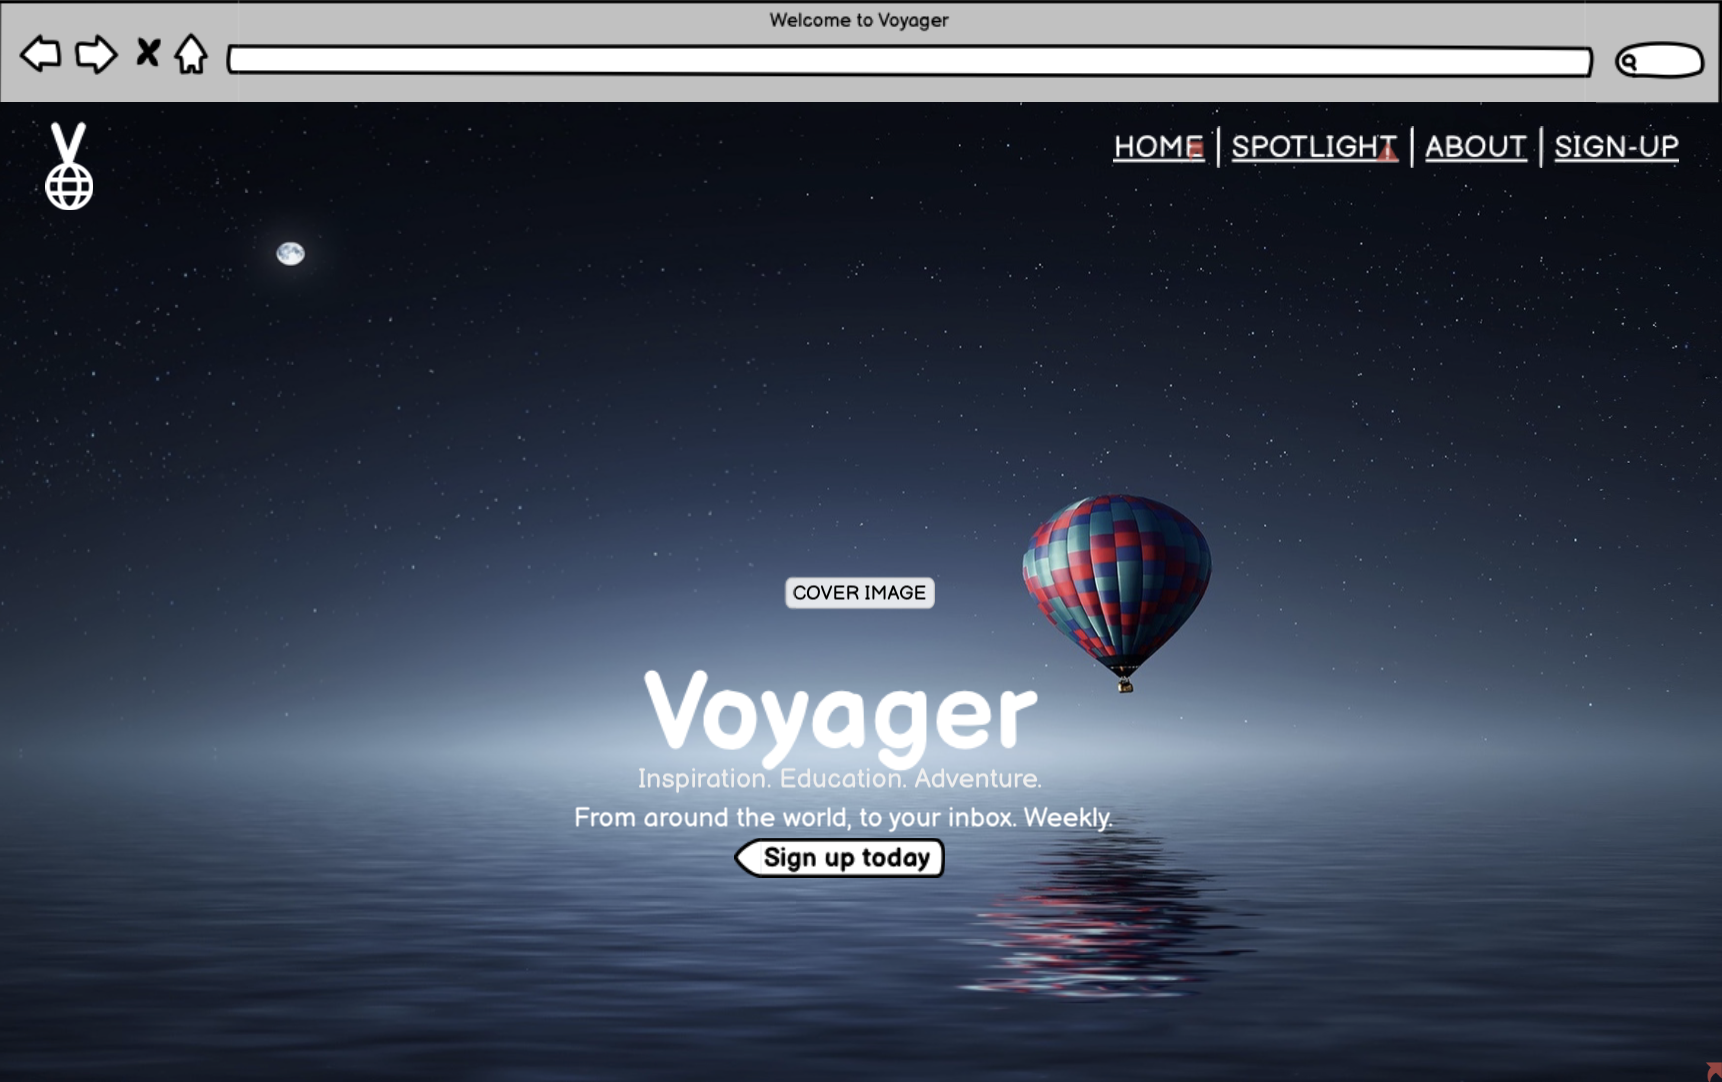 Welcome to Voyager
HOME | SPOTLIGHT | ABOUT | SIGN-UP
COVER IMAGE
Voyager
Inspiration. Education. Adventure.
From around the world, to your inbox. Weekly.
Sign up today